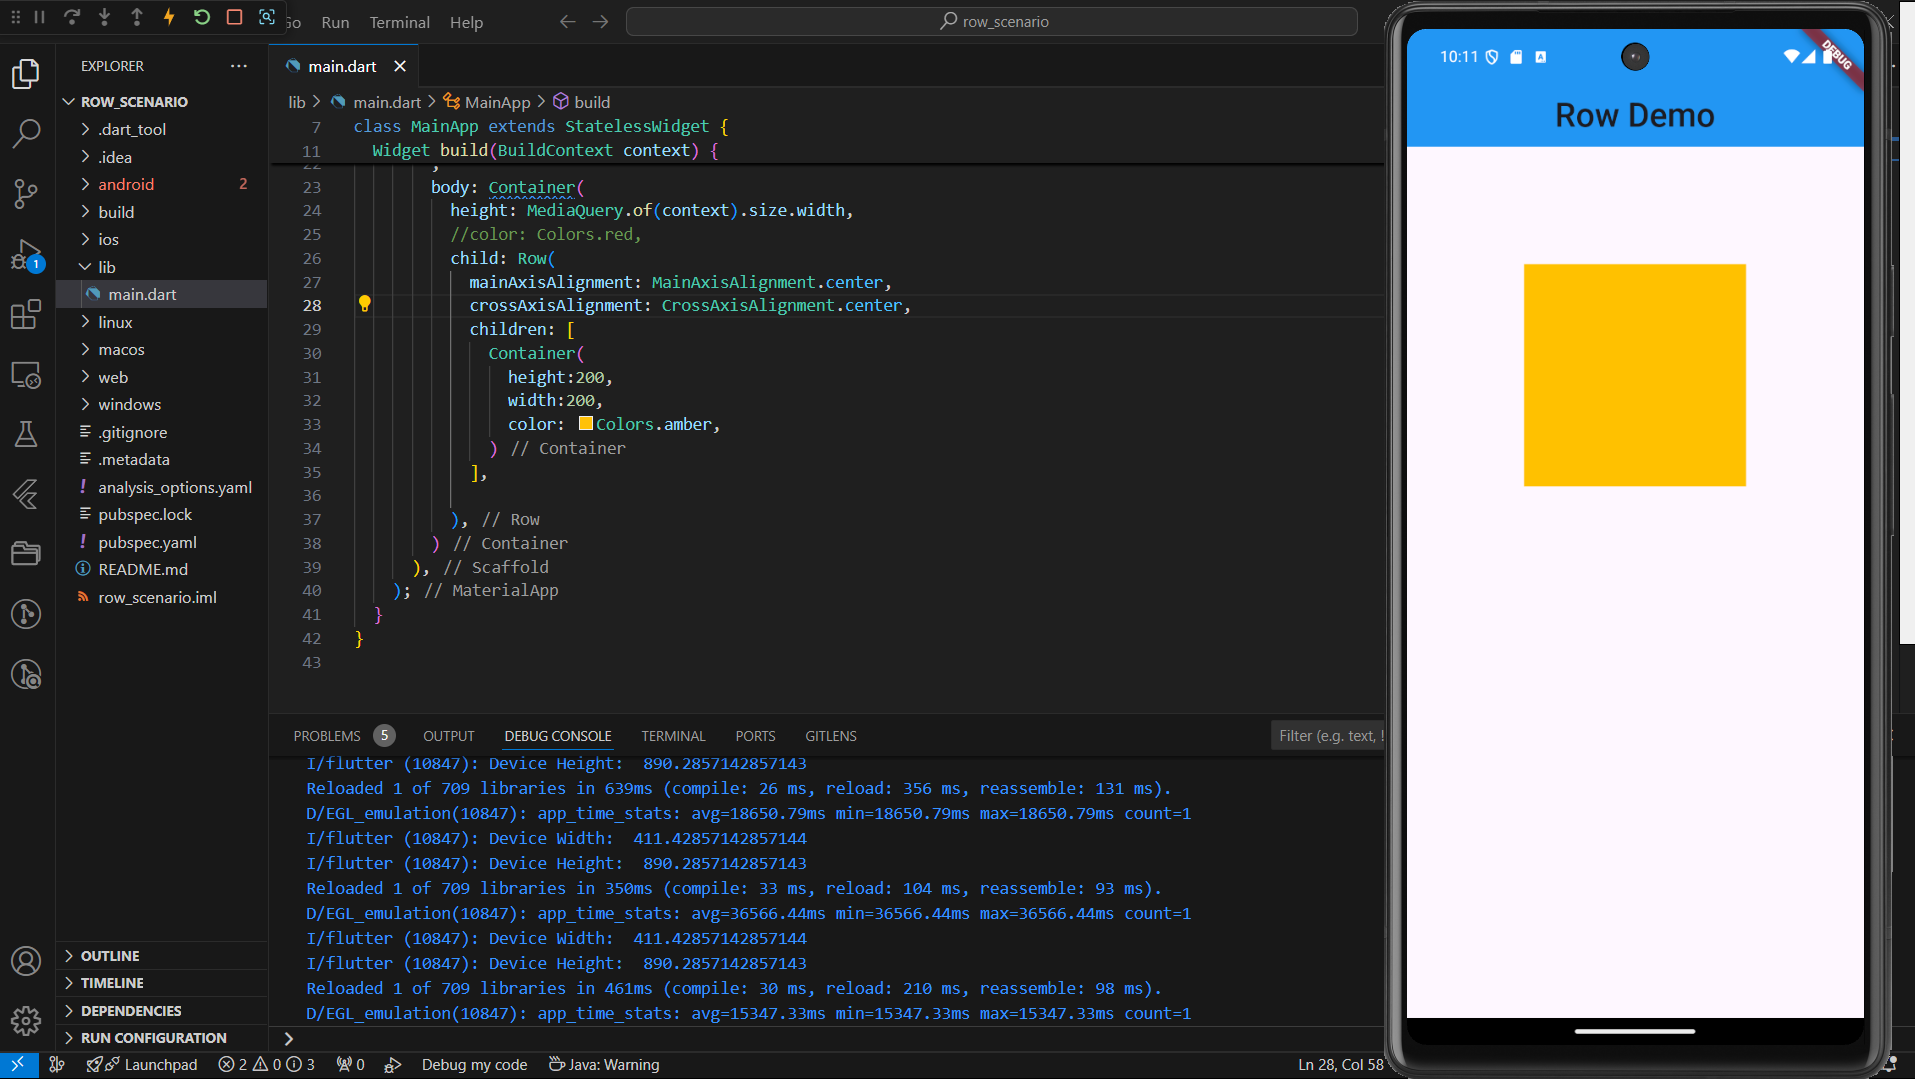 Go Run Terminal Help
row_scenario
EXPLORER
ROW_SCENARIO
.dart_tool
.idea
android 2
build
ios
lib
main.dart
linux
macos
web
windows
.gitignore
.metadata
analysis_options.yaml
pubspec.lock
pubspec.yaml
README.md
row_scenario.iml
OUTLINE
TIMELINE
DEPENDENCIES
RUN CONFIGURATION
1
main.dart
lib > main.dart > MainApp > build
7 class MainApp extends StatelessWidget {
11 Widget build(BuildContext context) {
22 ,
23 body: Container(
24 height: MediaQuery.of(context).size.width,
25 //color: Colors.red,
26 child: Row(
27 mainAxisAlignment: MainAxisAlignment.center,
28 crossAxisAlignment: CrossAxisAlignment.center,
29 children: [
30 Container(
31 height:200,
32 width:200,
33 color: Colors.amber,
34 ) // Container
35 ],
36
37 ), // Row
38 ) // Container
39 ), // Scaffold
40 ); // MaterialApp
41 }
42 }
43
PROBLEMS 5 OUTPUT DEBUG CONSOLE TERMINAL PORTS GITLENS Filter (e.g. text, !
I/flutter (10847): Device Height:  890.2857142857143
Reloaded 1 of 709 libraries in 639ms (compile: 26 ms, reload: 356 ms, reassemble: 131 ms).
D/EGL_emulation(10847): app_time_stats: avg=18650.79ms min=18650.79ms max=18650.79ms count=1
I/flutter (10847): Device Width:  411.42857142857144
I/flutter (10847): Device Height:  890.2857142857143
Reloaded 1 of 709 libraries in 350ms (compile: 33 ms, reload: 104 ms, reassemble: 93 ms).
D/EGL_emulation(10847): app_time_stats: avg=36566.44ms min=36566.44ms max=36566.44ms count=1
I/flutter (10847): Device Width:  411.42857142857144
I/flutter (10847): Device Height:  890.2857142857143
Reloaded 1 of 709 libraries in 461ms (compile: 30 ms, reload: 210 ms, reassemble: 98 ms).
D/EGL_emulation(10847): app_time_stats: avg=15347.33ms min=15347.33ms max=15347.33ms count=1
>
Launchpad 2 0 3 0 Debug my code Java: Warning Ln 28, Col 58
10:11 A
DEBUG
Row Demo